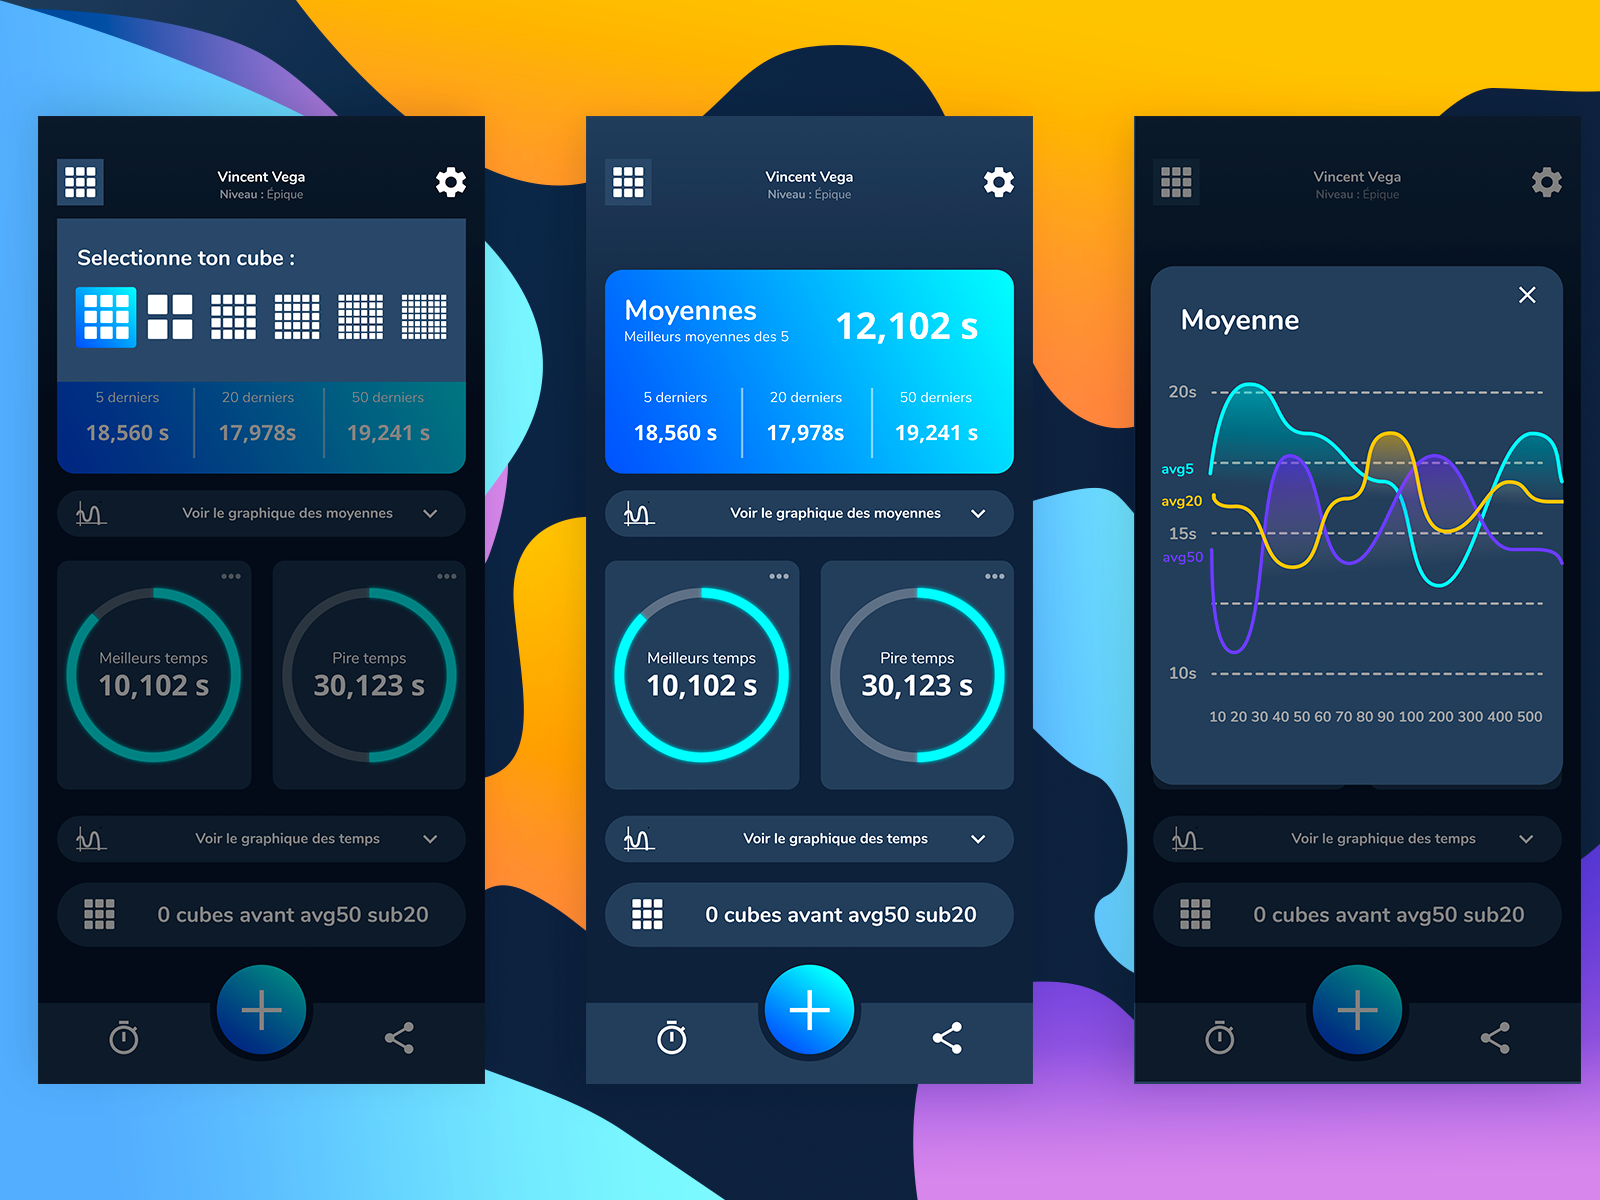 Vincent Vega
Niveau : Épique
Selectionne ton cube :
5 derniers
20 derniers
50 derniers
18,560 s
17,978s
19,241 s
Voir le graphique des moyennes
Meilleurs temps
10,102 s
Pire temps
30,123 s
Voir le graphique des temps
0 cubes avant avg50 sub20
Vincent Vega
Niveau : Épique
Moyennes
Meilleurs moyennes des 5
12,102 s
5 derniers
20 derniers
50 derniers
18,560 s
17,978s
19,241 s
Voir le graphique des moyennes
Meilleurs temps
10,102 s
Pire temps
30,123 s
Voir le graphique des temps
0 cubes avant avg50 sub20
Vincent Vega
Niveau : Épique
Moyenne
20s
avg5
avg20
15s
avg50
10s
10 20 30 40 50 60 70 80 90 100 200 300 400 500
Voir le graphique des temps
0 cubes avant avg50 sub20